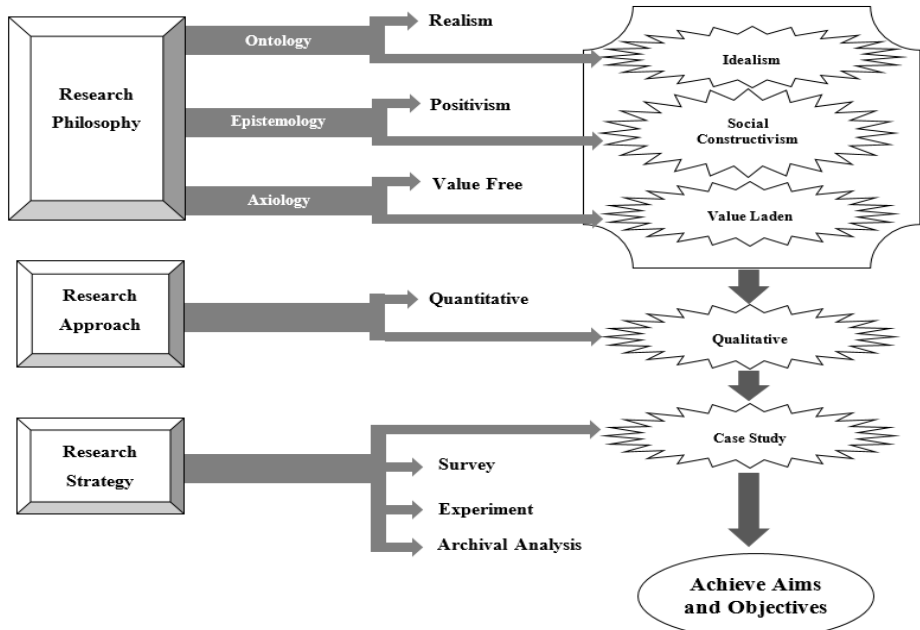 Research
Philosophy
Ontology
Realism
Idealism
Epistemology
Positivism
Social
Constructivism
Axiology
Value Free
Value Laden
Research
Approach
Quantitative
Qualitative
Research
Strategy
Case Study
Survey
Experiment
Archival Analysis
Achieve Aims
and Objectives